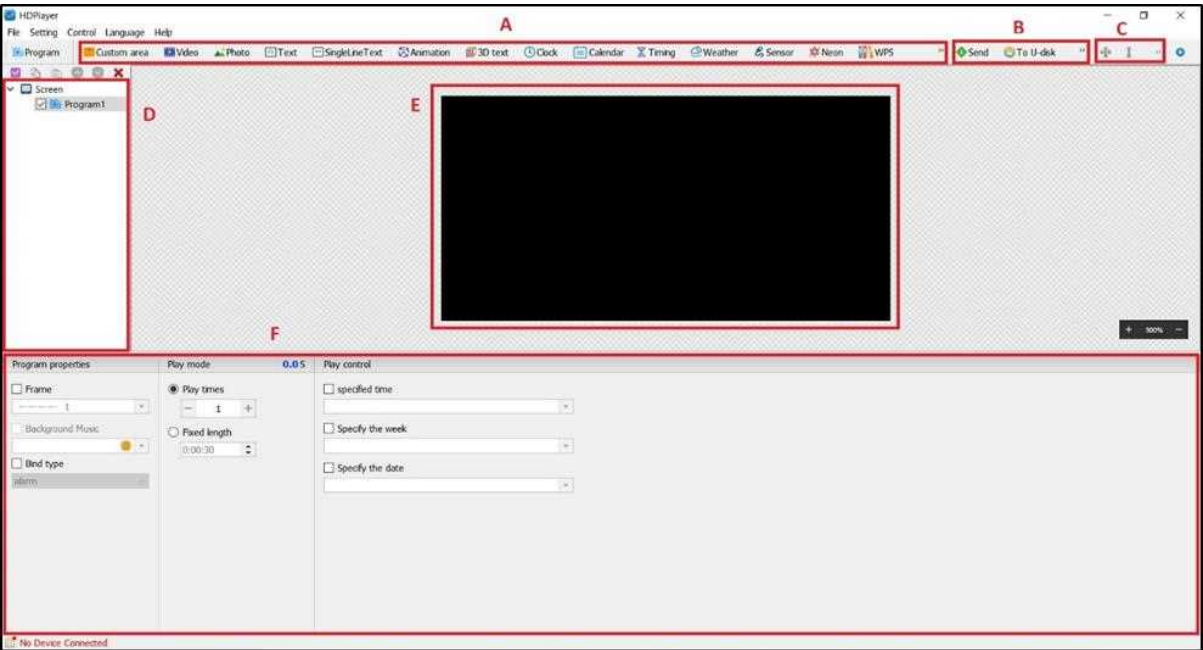 HDPlayer
File Setting Control Language Help
A
B
C
Program Custom area Video Photo Text SingleLineText Animation 3D text Clock Calendar Timing Weather Sensor Neon WPS Send To U-disk
Screen
Program1
D
E
F
+ 100% −
Program properties Play mode 0.0 S Play control
Frame Play times specified time
1 − 1 +
Background Music Fixed length Specify the week
0:00:30
Bind type Specify the date
alarm
No Device Connected